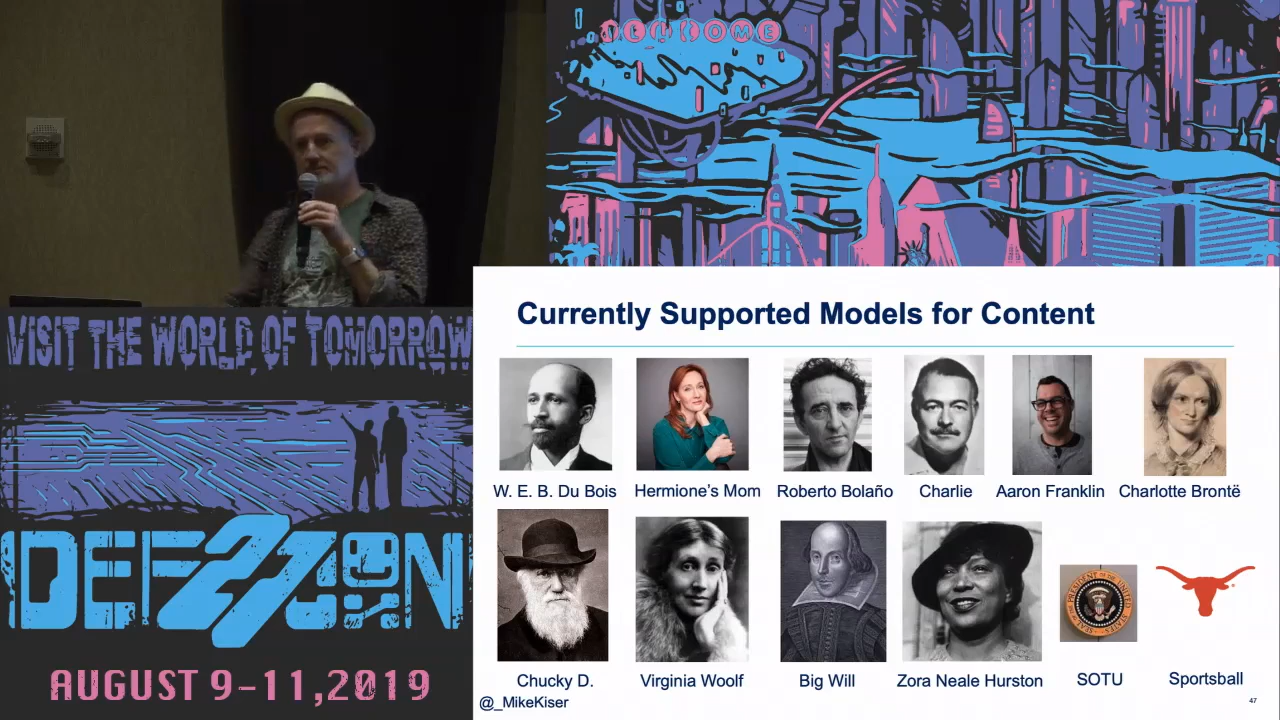 WELCOME
VISIT THE WORLD OF TOMORROW
DEF CON
27
AUGUST 9-11,2019
Currently Supported Models for Content
W. E. B. Du Bois
Hermione’s Mom
Roberto Bolaño
Charlie
Aaron Franklin
Charlotte Brontë
Chucky D.
Virginia Woolf
Big Will
Zora Neale Hurston
SOTU
Sportsball
@_MikeKiser
47